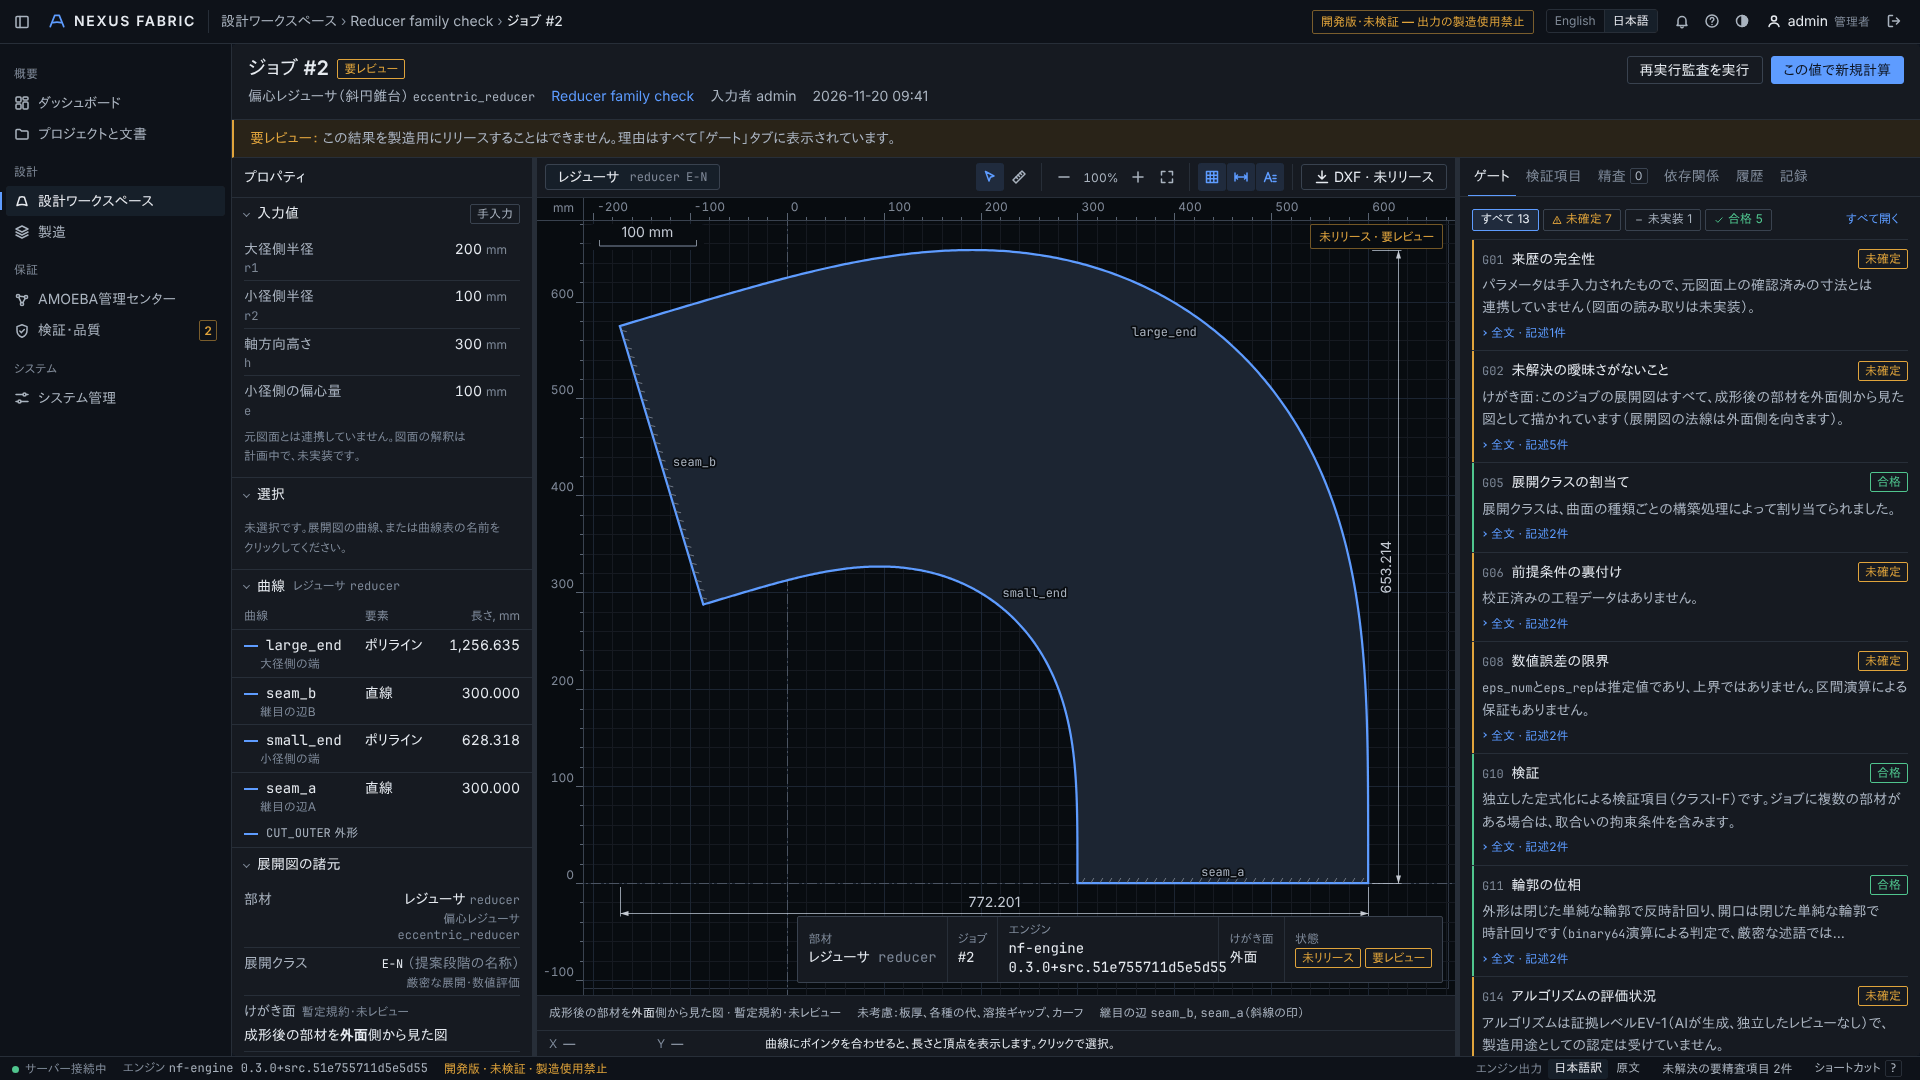 NEXUS FABRIC
設計ワークスペース › Reducer family check › ジョブ #2
開発版·未検証 — 出力の製造使用禁止
English 日本語
admin 管理者
概要
ダッシュボード
プロジェクトと文書
設計
設計ワークスペース
製造
保証
AMOEBA管理センター
検証·品質 2
システム
システム管理
ジョブ #2 要レビュー
再実行監査を実行 この値で新規計算
偏心レジューサ(斜円錐台) eccentric_reducer Reducer family check 入力者 admin 2026-11-20 09:41
要レビュー: この結果を製造用にリリースすることはできません。理由はすべて「ゲート」タブに表示されています。
プロパティ
入力値 手入力
大径側半径 200 mm
r1
小径側半径 100 mm
r2
軸方向高さ 300 mm
h
小径側の偏心量 100 mm
e
元図面とは連携していません。図面の解釈は
計画中で、未実装です。
選択
未選択です。展開図の曲線、または曲線表の名前を
クリックしてください。
曲線 レジューサ reducer
曲線 要素 長さ, mm
large_end ポリライン 1,256.635
大径側の端
seam_b 直線 300.000
継目の辺B
small_end ポリライン 628.318
小径側の端
seam_a 直線 300.000
継目の辺A
CUT_OUTER 外形
展開図の諸元
部材 レジューサ reducer
偏心レジューサ
eccentric_reducer
展開クラス E-N (提案段階の名称)
厳密な展開·数値評価
けがき面 暫定規約·未レビュー
成形後の部材を外面側から見た図
レジューサ reducer E-N
100%
DXF · 未リリース
mm -200 -100 0 100 200 300 400 500 600
100 mm
未リリース · 要レビュー
600
500
400
300
200
100
0
-100
large_end
seam_b
small_end
seam_a
653.214
772.201
部材
レジューサ reducer
ジョブ
#2
エンジン
nf-engine
0.3.0+src.51e755711d5e5d55
けがき面
外面
状態
未リリース 要レビュー
成形後の部材を外面側から見た図 · 暫定規約·未レビュー 未考慮:板厚、各種の代、溶接ギャップ、カーフ 継目の辺 seam_b, seam_a(斜線の印)
X — Y — 曲線にポインタを合わせると、長さと頂点を表示します。クリックで選択。
ゲート 検証項目 精査 0 依存関係 履歴 記録
すべて 13 未確定 7 – 未実装 1 合格 5 すべて開く
G01 来歴の完全性 未確定
パラメータは手入力されたもので、元図面上の確認済みの寸法とは
連携していません(図面の読み取りは未実装)。
› 全文 · 記述1件
G02 未解決の曖昧さがないこと 未確定
けがき面:このジョブの展開図はすべて、成形後の部材を外面側から見た
図として描かれています(展開図の法線は外面側を向きます)。
› 全文 · 記述5件
G05 展開クラスの割当て 合格
展開クラスは、曲面の種類ごとの構築処理によって割り当てられました。
› 全文 · 記述2件
G06 前提条件の裏付け 未確定
校正済みの工程データはありません。
› 全文 · 記述2件
G08 数値誤差の限界 未確定
eps_numとeps_repは推定値であり、上界ではありません。区間演算による
保証もありません。
› 全文 · 記述2件
G10 検証 合格
独立した定式化による検証項目(クラスI-F)です。ジョブに複数の部材が
ある場合は、取合いの拘束条件を含みます。
› 全文 · 記述2件
G11 輪郭の位相 合格
外形は閉じた単純な輪郭で反時計回り、開口は閉じた単純な輪郭で
時計回りです(binary64演算による判定で、厳密な述語では...
› 全文 · 記述2件
G14 アルゴリズムの評価状況 未確定
アルゴリズムは証拠レベルEV-1(AIが生成、独立したレビューなし)で、
製造用途としての認定は受けていません。
サーバー接続中 エンジン nf-engine 0.3.0+src.51e755711d5e5d55 開発版 · 未検証 · 製造使用禁止
エンジン出力 日本語訳 原文 未解決の要精査項目 2件 ショートカット ?